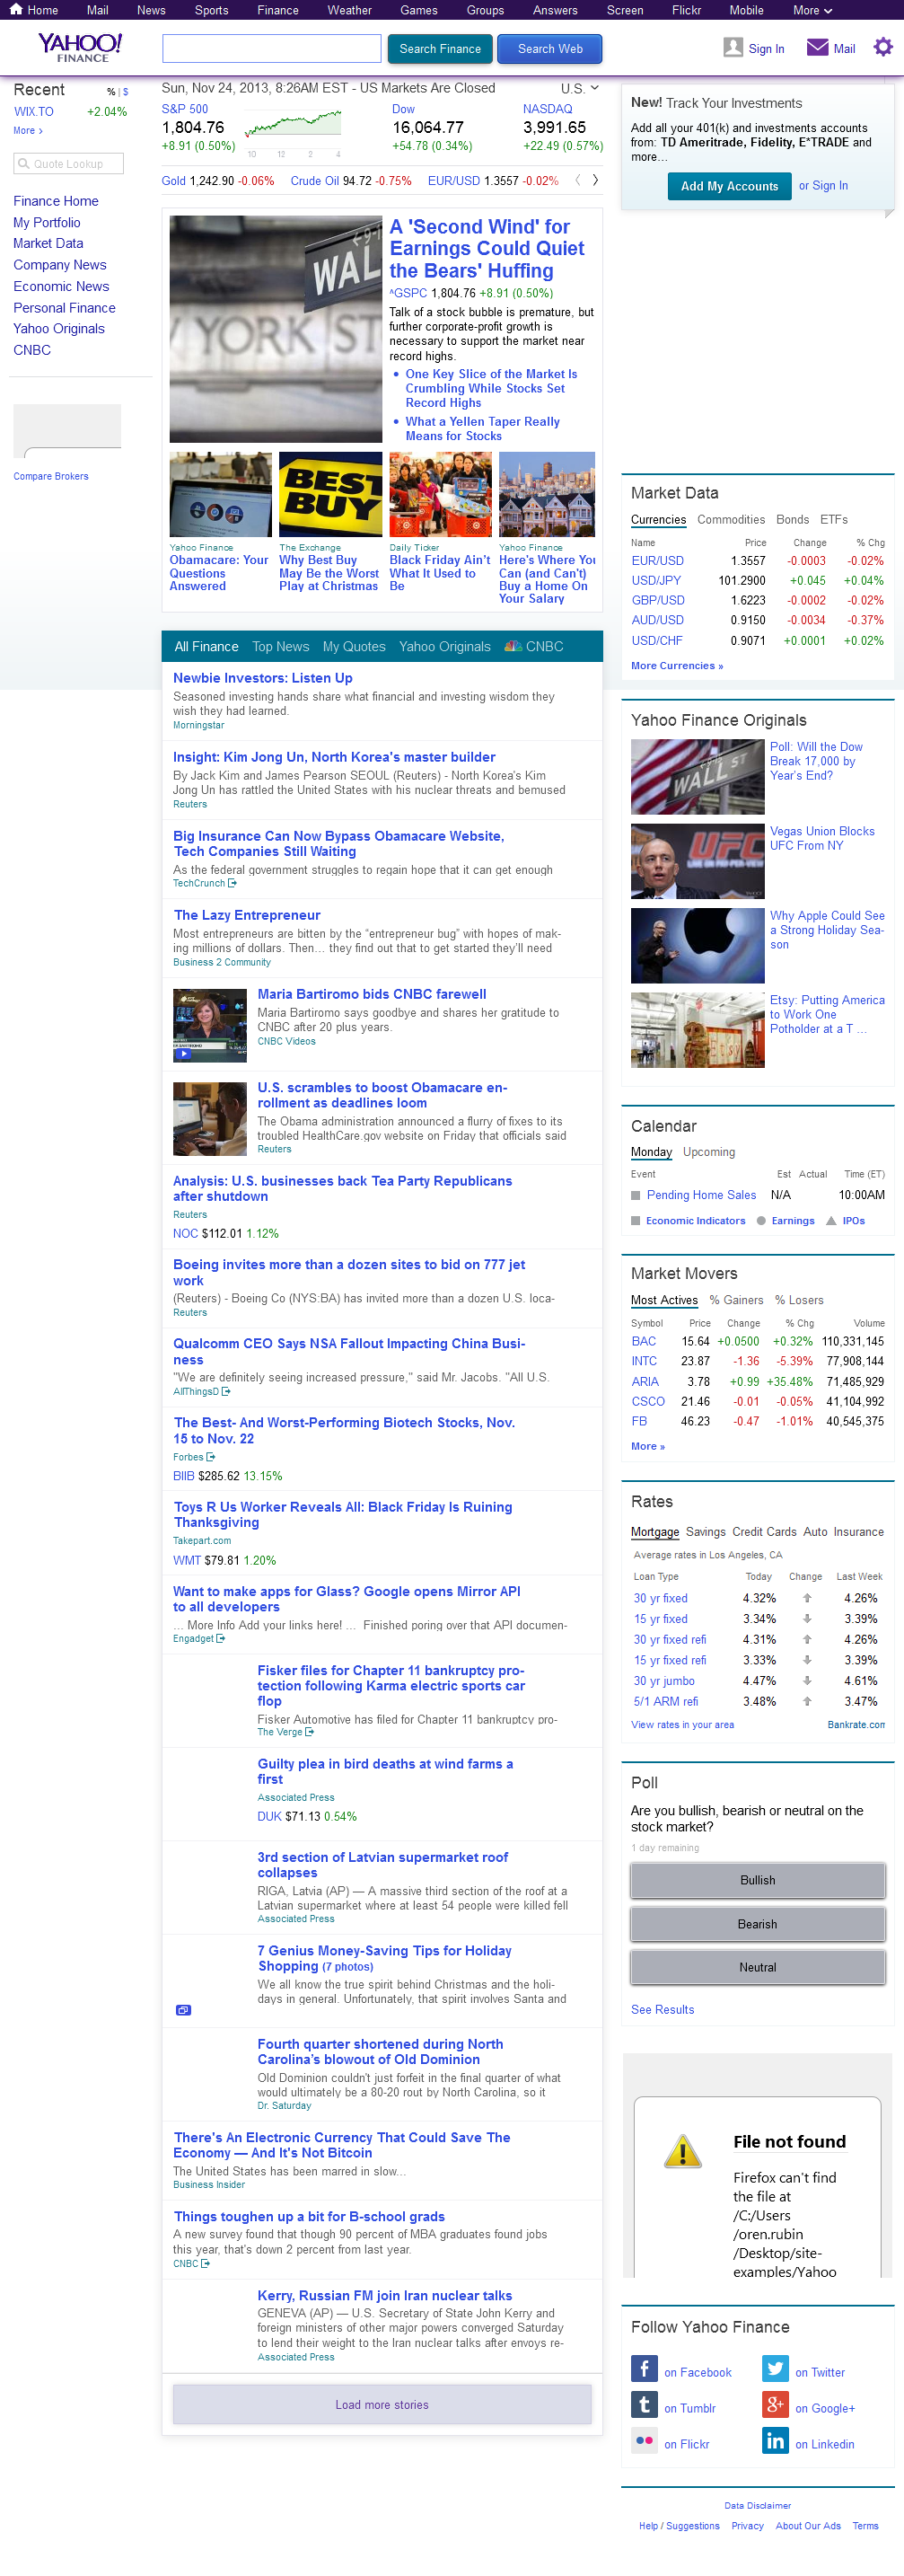 Home Mail News Sports Finance Weather Games Groups Answers Screen Flickr Mobile More
YAHOO!
FINANCE
Search Finance
Search Web
Sign In
Mail
Recent
% | $
WIX.TO +2.04%
More ›
Quote Lookup
Finance Home
My Portfolio
Market Data
Company News
Economic News
Personal Finance
Yahoo Originals
CNBC
Compare Brokers
Sun, Nov 24, 2013, 8:26AM EST - US Markets Are Closed
U.S.
S&P 500
1,804.76
+8.91 (0.50%)
10 12 2 4
Dow
16,064.77
+54.78 (0.34%)
NASDAQ
3,991.65
+22.49 (0.57%)
Gold 1,242.90 -0.06% Crude Oil 94.72 -0.75% EUR/USD 1.3557 -0.02%
WALL
YORK ST
A 'Second Wind' for
Earnings Could Quiet
the Bears' Huffing
^GSPC 1,804.76 +8.91 (0.50%)
Talk of a stock bubble is premature, but
further corporate-profit growth is
necessary to support the market near
record highs.
• One Key Slice of the Market Is
Crumbling While Stocks Set
Record Highs
• What a Yellen Taper Really
Means for Stocks
Yahoo Finance
Obamacare: Your
Questions
Answered
BEST
BUY
The Exchange
Why Best Buy
May Be the Worst
Play at Christmas
Daily Ticker
Black Friday Ain't
What It Used to
Be
Yahoo Finance
Here's Where You
Can (and Can't)
Buy a Home On
Your Salary
All Finance Top News My Quotes Yahoo Originals CNBC
Newbie Investors: Listen Up
Seasoned investing hands share what financial and investing wisdom they
wish they had learned.
Morningstar
Insight: Kim Jong Un, North Korea's master builder
By Jack Kim and James Pearson SEOUL (Reuters) - North Korea's Kim
Jong Un has rattled the United States with his nuclear threats and bemused
Reuters
Big Insurance Can Now Bypass Obamacare Website,
Tech Companies Still Waiting
As the federal government struggles to regain hope that it can get enough
TechCrunch
The Lazy Entrepreneur
Most entrepreneurs are bitten by the “entrepreneur bug” with hopes of mak-
ing millions of dollars. Then… they find out that to get started they’ll need
Business 2 Community
Maria Bartiromo bids CNBC farewell
Maria Bartiromo says goodbye and shares her gratitude to
CNBC after 20 plus years.
CNBC Videos
U.S. scrambles to boost Obamacare en-
rollment as deadlines loom
The Obama administration announced a flurry of fixes to its
troubled HealthCare.gov website on Friday that officials said
Reuters
Analysis: U.S. businesses back Tea Party Republicans
after shutdown
Reuters
NOC $112.01 1.12%
Boeing invites more than a dozen sites to bid on 777 jet
work
(Reuters) - Boeing Co (NYS:BA) has invited more than a dozen U.S. loca-
Reuters
Qualcomm CEO Says NSA Fallout Impacting China Busi-
ness
"We are definitely seeing increased pressure," said Mr. Jacobs. "All U.S.
AllThingsD
The Best- And Worst-Performing Biotech Stocks, Nov.
15 to Nov. 22
Forbes
BIIB $285.62 13.15%
Toys R Us Worker Reveals All: Black Friday Is Ruining
Thanksgiving
Takepart.com
WMT $79.81 1.20%
Want to make apps for Glass? Google opens Mirror API
to all developers
... More Info Add your links here! ... Finished poring over that API documen-
Engadget
Fisker files for Chapter 11 bankruptcy pro-
tection following Karma electric sports car
flop
Fisker Automotive has filed for Chapter 11 bankruptcy pro-
The Verge
Guilty plea in bird deaths at wind farms a
first
Associated Press
DUK $71.13 0.54%
3rd section of Latvian supermarket roof
collapses
RIGA, Latvia (AP) — A massive third section of the roof at a
Latvian supermarket where at least 54 people were killed fell
Associated Press
7 Genius Money-Saving Tips for Holiday
Shopping (7 photos)
We all know the true spirit behind Christmas and the holi-
days in general. Unfortunately, that spirit involves Santa and
Fourth quarter shortened during North
Carolina’s blowout of Old Dominion
Old Dominion couldn't just forfeit in the final quarter of what
would ultimately be a 80-20 rout by North Carolina, so it
Dr. Saturday
There's An Electronic Currency That Could Save The
Economy — And It's Not Bitcoin
The United States has been marred in slow...
Business Insider
Things toughen up a bit for B-school grads
A new survey found that though 90 percent of MBA graduates found jobs
this year, that's down 2 percent from last year.
CNBC
Kerry, Russian FM join Iran nuclear talks
GENEVA (AP) — U.S. Secretary of State John Kerry and
foreign ministers of other major powers converged Saturday
to lend their weight to the Iran nuclear talks after envoys re-
Associated Press
Load more stories
New! Track Your Investments
Add all your 401(k) and investments accounts
from: TD Ameritrade, Fidelity, E*TRADE and
more...
Add My Accounts or Sign In
Market Data
Currencies Commodities Bonds ETFs
Name Price Change % Chg
EUR/USD 1.3557 -0.0003 -0.02%
USD/JPY 101.2900 +0.045 +0.04%
GBP/USD 1.6223 -0.0002 -0.02%
AUD/USD 0.9150 -0.0034 -0.37%
USD/CHF 0.9071 +0.0001 +0.02%
More Currencies »
Yahoo Finance Originals
WALL ST
Poll: Will the Dow
Break 17,000 by
Year's End?
UFC
Vegas Union Blocks
UFC From NY
Why Apple Could See
a Strong Holiday Sea-
son
Etsy: Putting America
to Work One
Potholder at a T ...
Calendar
Monday Upcoming
Event Est Actual Time (ET)
Pending Home Sales N/A 10:00AM
Economic Indicators Earnings IPOs
Market Movers
Most Actives % Gainers % Losers
Symbol Price Change % Chg Volume
BAC 15.64 +0.0500 +0.32% 110,331,145
INTC 23.87 -1.36 -5.39% 77,908,144
ARIA 3.78 +0.99 +35.48% 71,485,929
CSCO 21.46 -0.01 -0.05% 41,104,992
FB 46.23 -0.47 -1.01% 40,545,375
More »
Rates
Mortgage Savings Credit Cards Auto Insurance
Average rates in Los Angeles, CA
Loan Type Today Change Last Week
30 yr fixed 4.32% 4.26%
15 yr fixed 3.34% 3.39%
30 yr fixed refi 4.31% 4.26%
15 yr fixed refi 3.33% 3.39%
30 yr jumbo 4.47% 4.61%
5/1 ARM refi 3.48% 3.47%
View rates in your area Bankrate.com
Poll
Are you bullish, bearish or neutral on the
stock market?
1 day remaining
Bullish
Bearish
Neutral
See Results
File not found
Firefox can't find
the file at
/C:/Users
/oren.rubin
/Desktop/site-
examples/Yahoo
Follow Yahoo Finance
on Facebook on Twitter
on Tumblr on Google+
on Flickr on Linkedin
Data Disclaimer
Help / Suggestions Privacy About Our Ads Terms